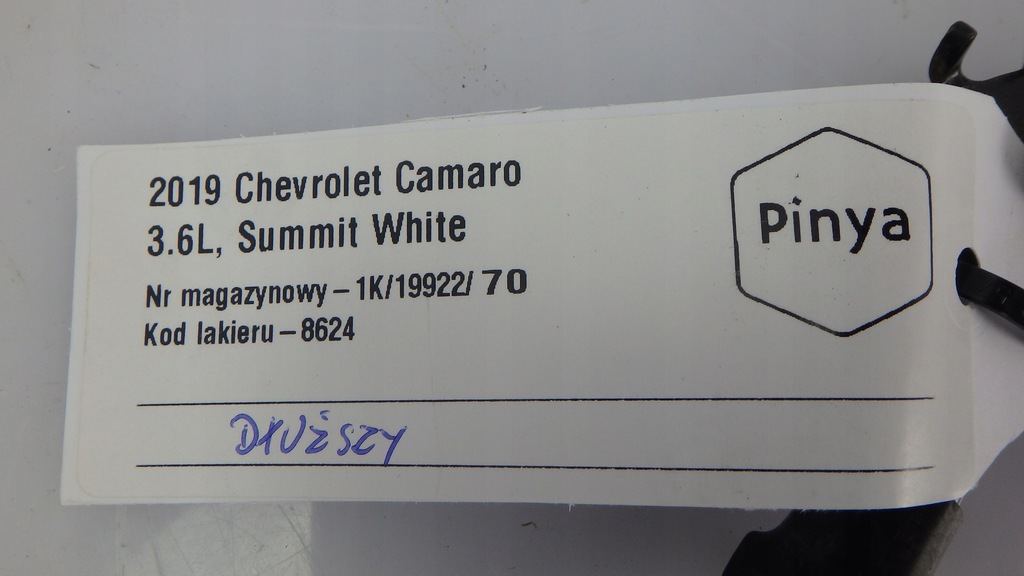 2019 Chevrolet Camaro
3.6L, Summit White
Nr magazynowy – 1K/19922/ 70
Kod lakieru – 8624
Pinya
DŁUŻSZY